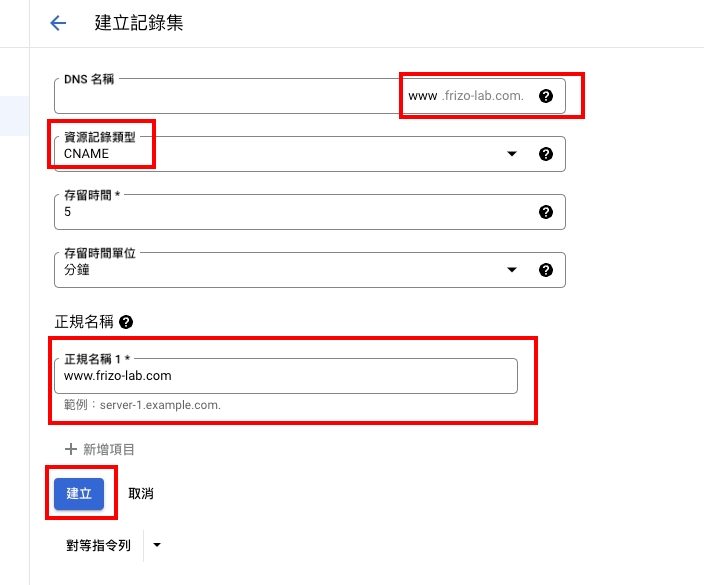 建立記錄集
DNS 名稱
www .frizo-lab.com.
資源記錄類型
CNAME
存留時間 *
5
存留時間單位
分鐘
正規名稱
正規名稱 1 *
www.frizo-lab.com
範例：server-1.example.com.
新增項目
建立 取消
對等指令列